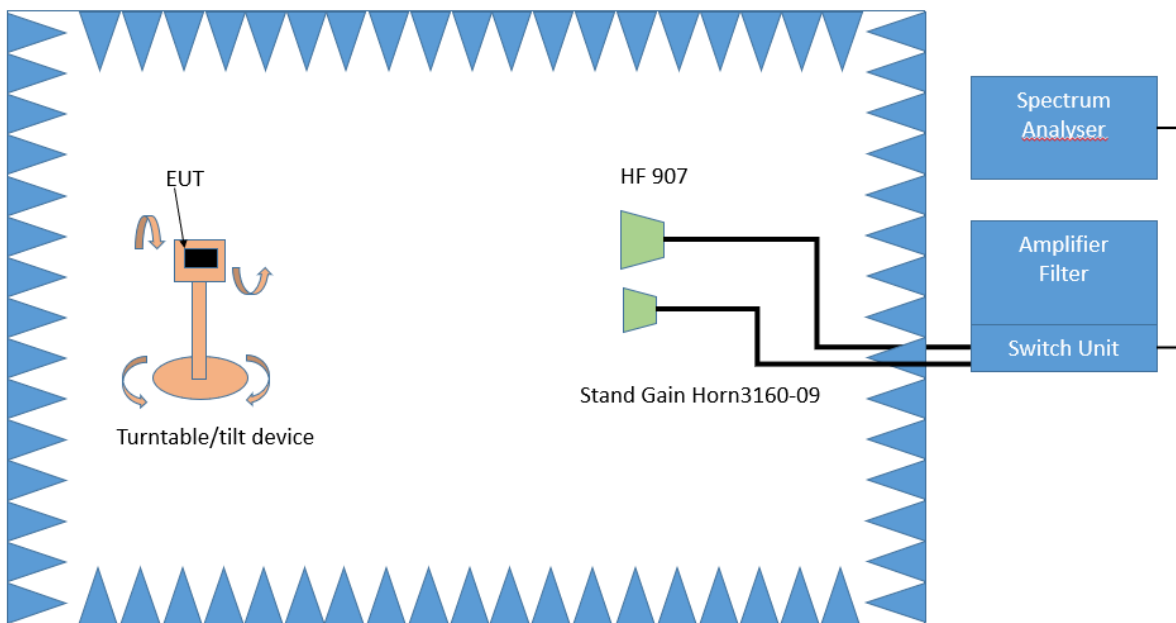 EUT
Turntable/tilt device
HF 907
Stand Gain Horn3160-09
Spectrum
Analyser
Amplifier
Filter
Switch Unit